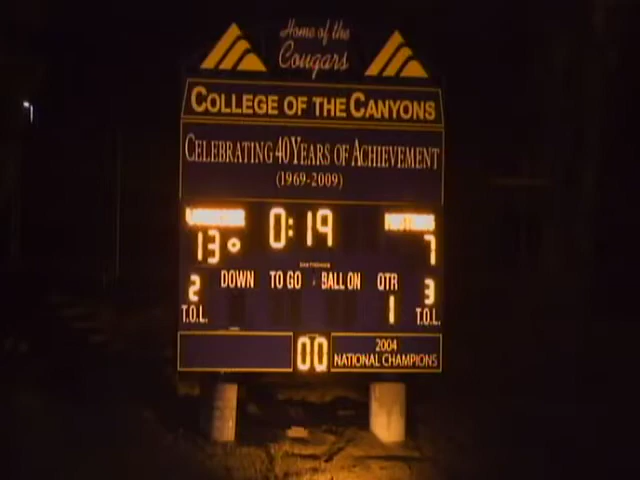 Home of the
Cougars
COLLEGE OF THE CANYONS
CELEBRATING 40 YEARS OF ACHIEVEMENT
(1969-2009)
0:19
13 7
DOWN TO GO BALL ON QTR
2 1 3
T.O.L. T.O.L.
00
2004
NATIONAL CHAMPIONS